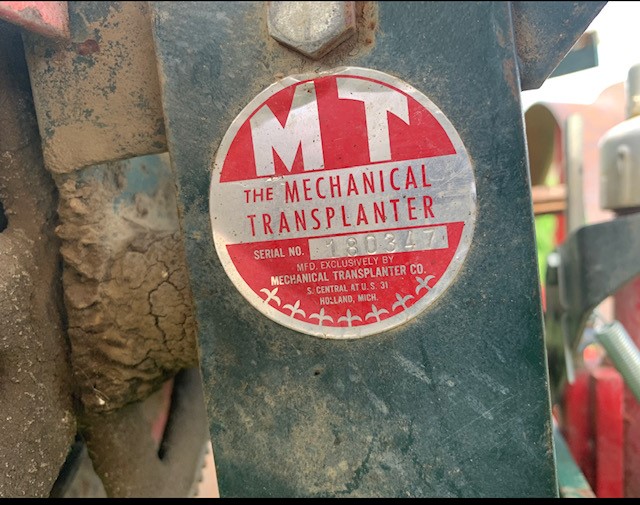 MT
THE MECHANICAL
TRANSPLANTER
SERIAL NO. 180347
MFD. EXCLUSIVELY BY
MECHANICAL TRANSPLANTER CO.
S. CENTRAL AT U.S. 31
HOLLAND, MICH.